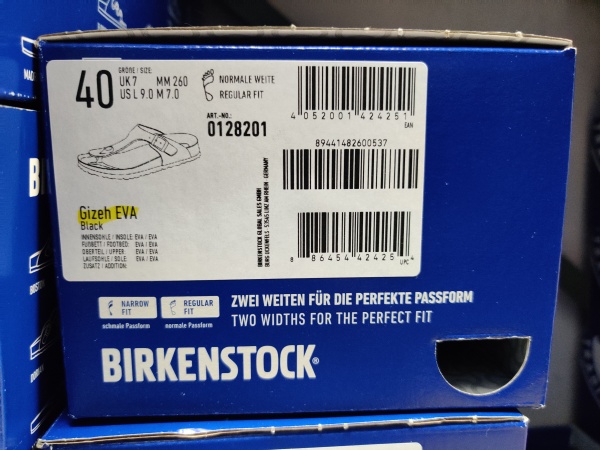 40
GRÖßE / SIZE:
UK 7 MM 260
US L 9.0 M 7.0
NORMALE WEITE
REGULAR FIT
ART.-NO.:
0128201
4 052001 424251
EAN
89441482600537
Gizeh EVA
Black
INNENSOHLE / INSOLE: EVA / EVA
FUßBETT / FOOTBED: EVA / EVA
OBERTEIL / UPPER: EVA / EVA
LAUFSOHLE / SOLE: EVA / EVA
ZUSATZ / ADDITION:
BIRKENSTOCK GLOBAL SALES GMBH
GERMANY
8 86454 42425 4
UPC
NARROW
FIT
schmale Passform
REGULAR
FIT
normale Passform
ZWEI WEITEN FÜR DIE PERFEKTE PASSFORM
TWO WIDTHS FOR THE PERFECT FIT
BIRKENSTOCK®